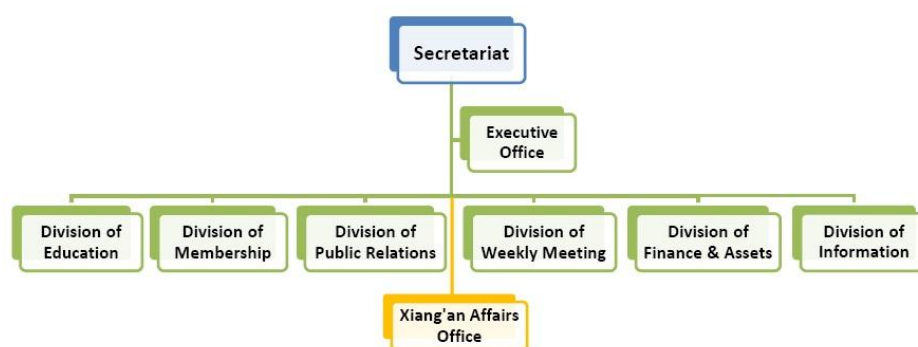 Secretariat
Executive
Office
Division of
Education
Division of
Membership
Division of
Public Relations
Division of
Weekly Meeting
Division of
Finance & Assets
Division of
Information
Xiang'an Affairs
Office